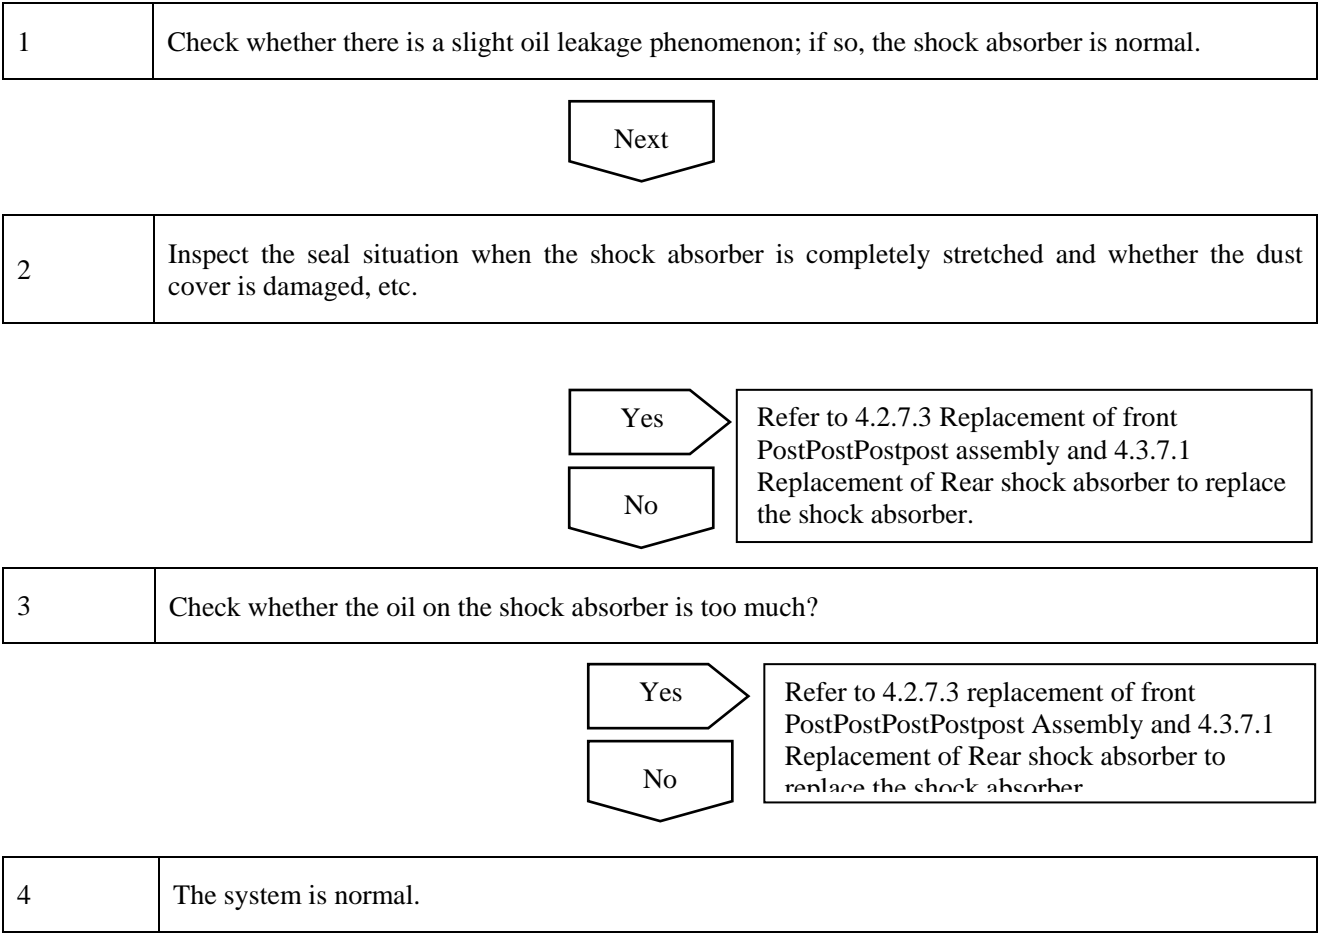 1
Check whether there is a slight oil leakage phenomenon; if so, the shock absorber is normal.
Next
2
Inspect the seal situation when the shock absorber is completely stretched and whether the dust
cover is damaged, etc.
Yes
Refer to 4.2.7.3 Replacement of front
PostPostPostpost assembly and 4.3.7.1
Replacement of Rear shock absorber to replace
the shock absorber.
No
3
Check whether the oil on the shock absorber is too much?
Yes
Refer to 4.2.7.3 replacement of front
PostPostPostPostpost Assembly and 4.3.7.1
Replacement of Rear shock absorber to
replace the shock absorber
No
4
The system is normal.